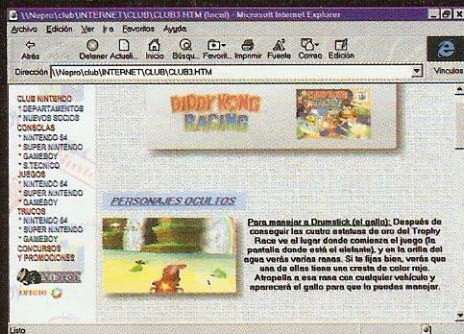 \\Nepro\club\INTERNET\CLUB\CLUB3.HTM (local) - Microsoft Internet Explorer
Archivo Edición Ver Ir a Favoritos Ayuda
Atrás Detener Actuali... Inicio Búsqu... Favorit... Imprimir Fuente Correo Edición
Dirección \\Nepro\club\INTERNET\CLUB\CLUB3.HTM Vínculos
CLUB NINTENDO
* DEPARTAMENTOS
* NUEVOS SOCIOS
CONSOLAS
* NINTENDO 64
* SUPER NINTENDO
* GAMEBOY
* S.TECNICO
JUEGOS
* NINTENDO 64
* SUPER NINTENDO
* GAMEBOY
TRUCOS
* NINTENDO 64
* SUPER NINTENDO
* GAMEBOY
CONCURSOS
Y PROMOCIONES
INICIO
DIDDY KONG
RACING
PERSONAJES OCULTOS
Para manejar a Drumstick (el gallo): Después de
conseguir las cuatro estatuas de oro del Trophy
Race ve al lugar donde comienza el juego (la
pantalla donde está el elefante), y en la orilla del
agua verás varias ranas. Si te fijas bien, verás que
una de ellas tiene una cresta de color rojo.
Atropella a esa rana con cualquier vehículo y
aparecerá el gallo para que lo puedas manejar.
Listo